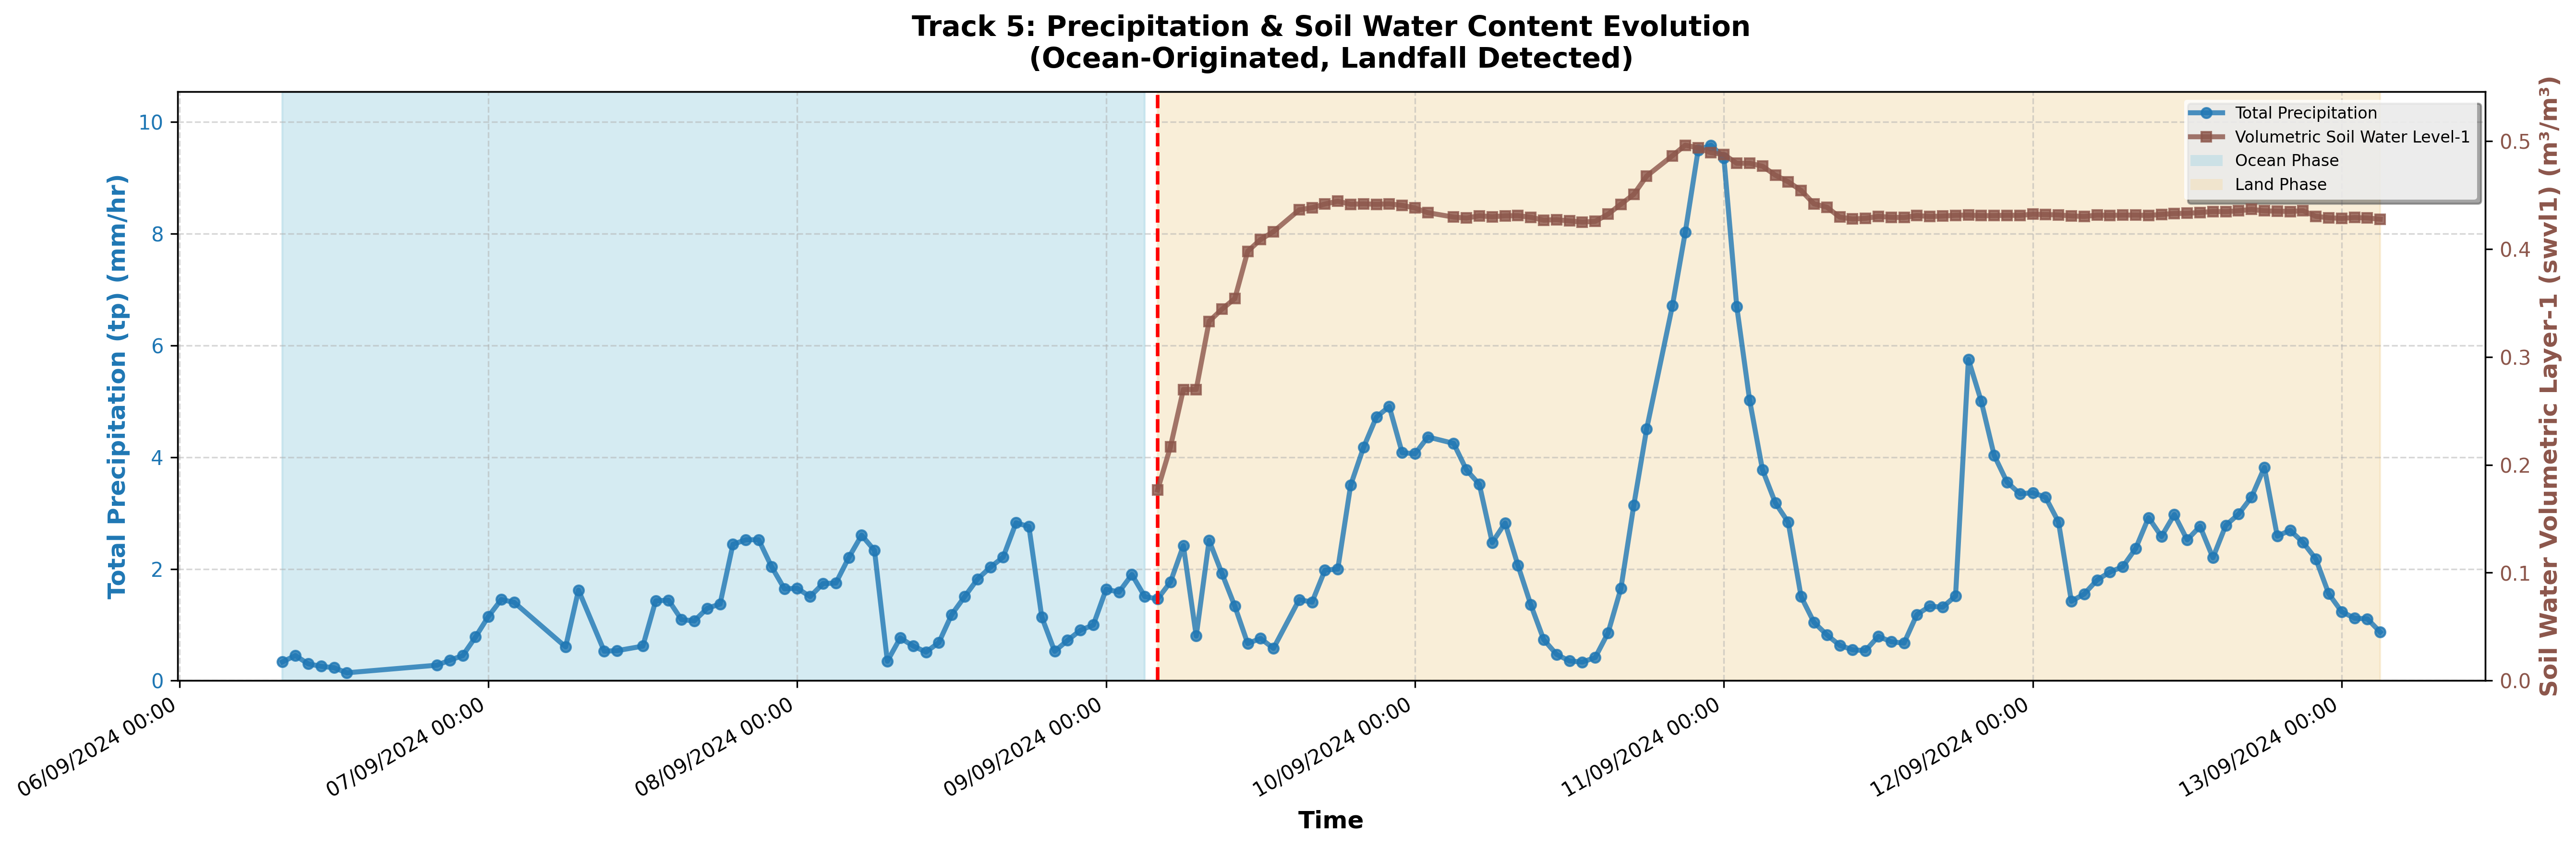 Track 5: Precipitation & Soil Water Content Evolution
(Ocean-Originated, Landfall Detected)
Total Precipitation (tp) (mm/hr)
10
8
6
4
2
0
Total Precipitation
Volumetric Soil Water Level-1
Ocean Phase
Land Phase
0.5
0.4
0.3
0.2
0.1
0.0
Soil Water Volumetric Layer-1 (swvl1) (m³/m³)
06/09/2024 00:00
07/09/2024 00:00
08/09/2024 00:00
09/09/2024 00:00
10/09/2024 00:00
11/09/2024 00:00
12/09/2024 00:00
13/09/2024 00:00
Time